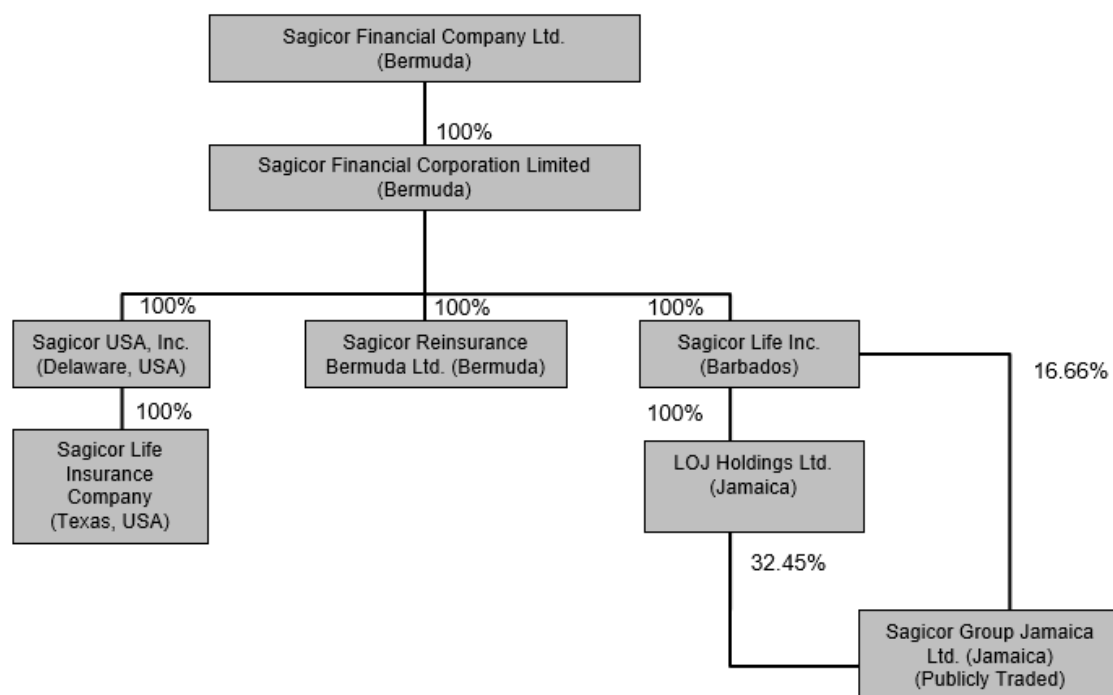 Sagicor Financial Company Ltd.
(Bermuda)
100%
Sagicor Financial Corporation Limited
(Bermuda)
100%
100%
100%
Sagicor USA, Inc.
(Delaware, USA)
Sagicor Reinsurance
Bermuda Ltd. (Bermuda)
Sagicor Life Inc.
(Barbados)
16.66%
100%
100%
Sagicor Life
Insurance
Company
(Texas, USA)
LOJ Holdings Ltd.
(Jamaica)
32.45%
Sagicor Group Jamaica
Ltd. (Jamaica)
(Publicly Traded)